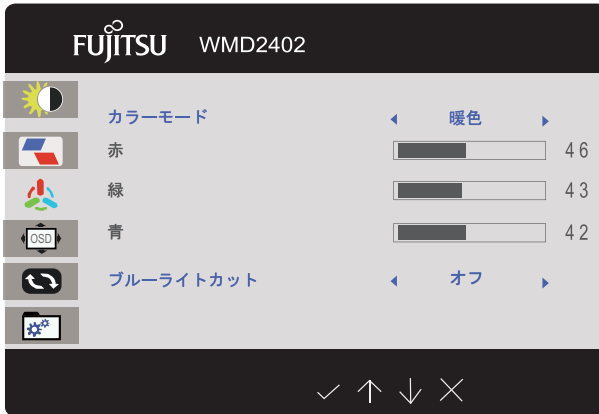 FUJITSU WMD2402
カラーモード 暖色
赤 46
緑 43
青 42
OSD
ブルーライトカット オフ